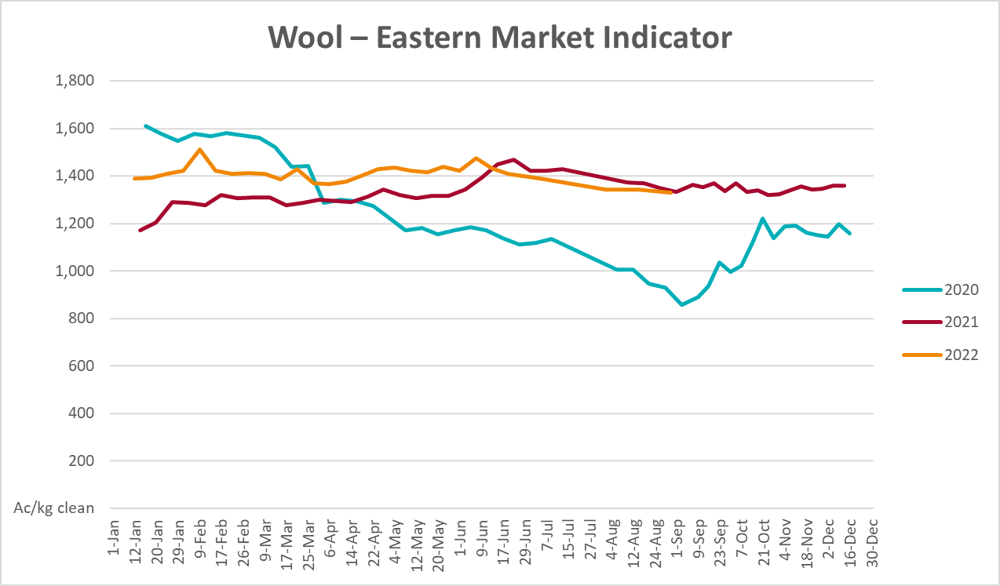 Wool – Eastern Market Indicator
1,800
1,600
1,400
1,200
1,000
800
600
400
200
Ac/kg clean
1-Jan
12-Jan
20-Jan
29-Jan
9-Feb
17-Feb
26-Feb
9-Mar
17-Mar
25-Mar
6-Apr
14-Apr
22-Apr
4-May
12-May
20-May
1-Jun
9-Jun
17-Jun
29-Jun
7-Jul
15-Jul
27-Jul
4-Aug
12-Aug
24-Aug
1-Sep
9-Sep
23-Sep
7-Oct
21-Oct
4-Nov
18-Nov
2-Dec
16-Dec
30-Dec
2020
2021
2022